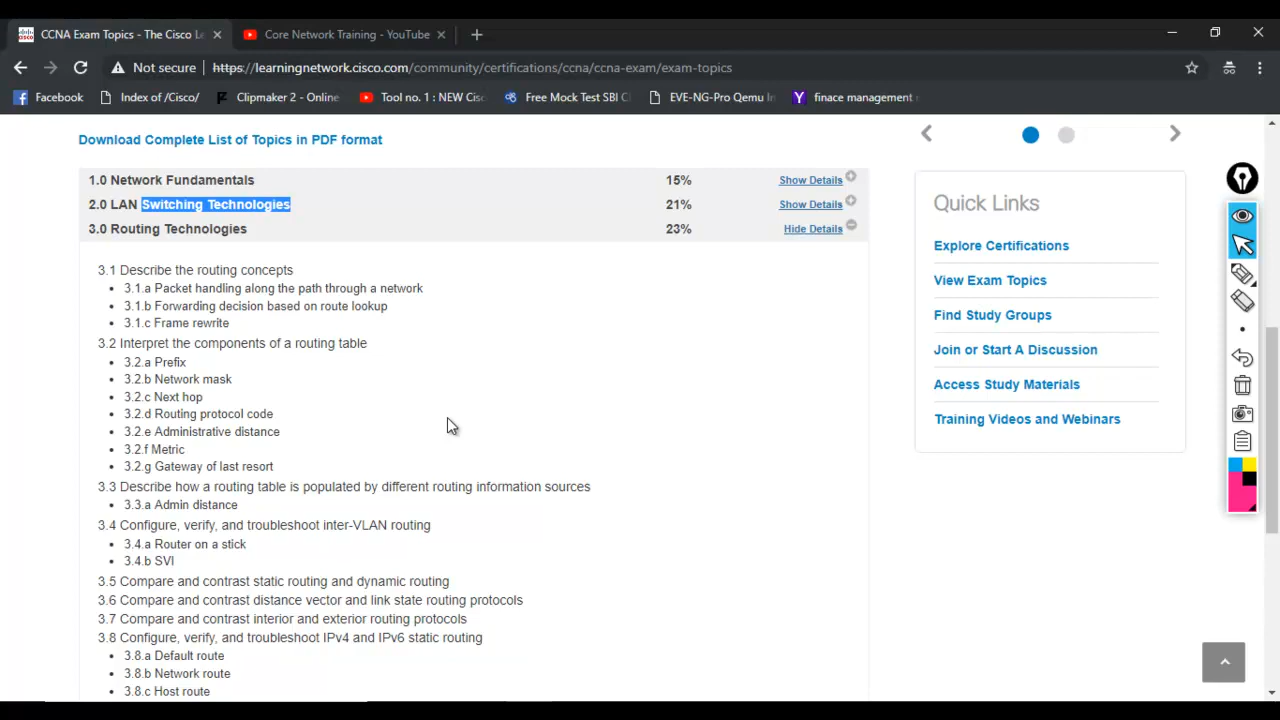 CCNA Exam Topics - The Cisco Le
Core Network Training - YouTube
Not secure
https://learningnetwork.cisco.com/community/certifications/ccna/ccna-exam/exam-topics
Facebook
Index of /Cisco/
Clipmaker 2 - Online
Tool no. 1 : NEW Cisc
Free Mock Test SBI C
EVE-NG-Pro Qemu In
finace management
Download Complete List of Topics in PDF format
1.0 Network Fundamentals 15% Show Details
2.0 LAN Switching Technologies 21% Show Details
3.0 Routing Technologies 23% Hide Details
3.1 Describe the routing concepts
• 3.1.a Packet handling along the path through a network
• 3.1.b Forwarding decision based on route lookup
• 3.1.c Frame rewrite
3.2 Interpret the components of a routing table
• 3.2.a Prefix
• 3.2.b Network mask
• 3.2.c Next hop
• 3.2.d Routing protocol code
• 3.2.e Administrative distance
• 3.2.f Metric
• 3.2.g Gateway of last resort
3.3 Describe how a routing table is populated by different routing information sources
• 3.3.a Admin distance
3.4 Configure, verify, and troubleshoot inter-VLAN routing
• 3.4.a Router on a stick
• 3.4.b SVI
3.5 Compare and contrast static routing and dynamic routing
3.6 Compare and contrast distance vector and link state routing protocols
3.7 Compare and contrast interior and exterior routing protocols
3.8 Configure, verify, and troubleshoot IPv4 and IPv6 static routing
• 3.8.a Default route
• 3.8.b Network route
• 3.8.c Host route
Quick Links
Explore Certifications
View Exam Topics
Find Study Groups
Join or Start A Discussion
Access Study Materials
Training Videos and Webinars